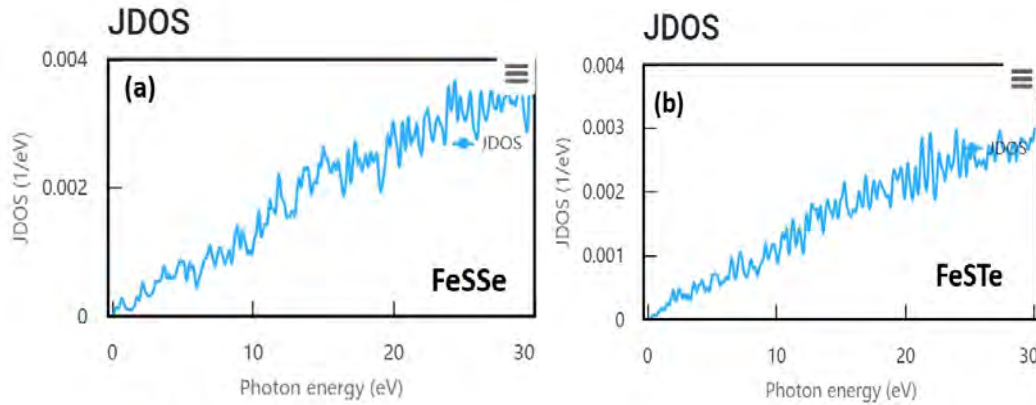 JDOS
(a)
0.004
0.002
0
JDOS (1/eV)
JDOS
FeSSe
0
10
20
30
Photon energy (eV)
JDOS
(b)
0.004
0.003
0.002
0.001
0
JDOS (1/eV)
JDOS
FeSTe
0
10
20
30
Photon energy (eV)